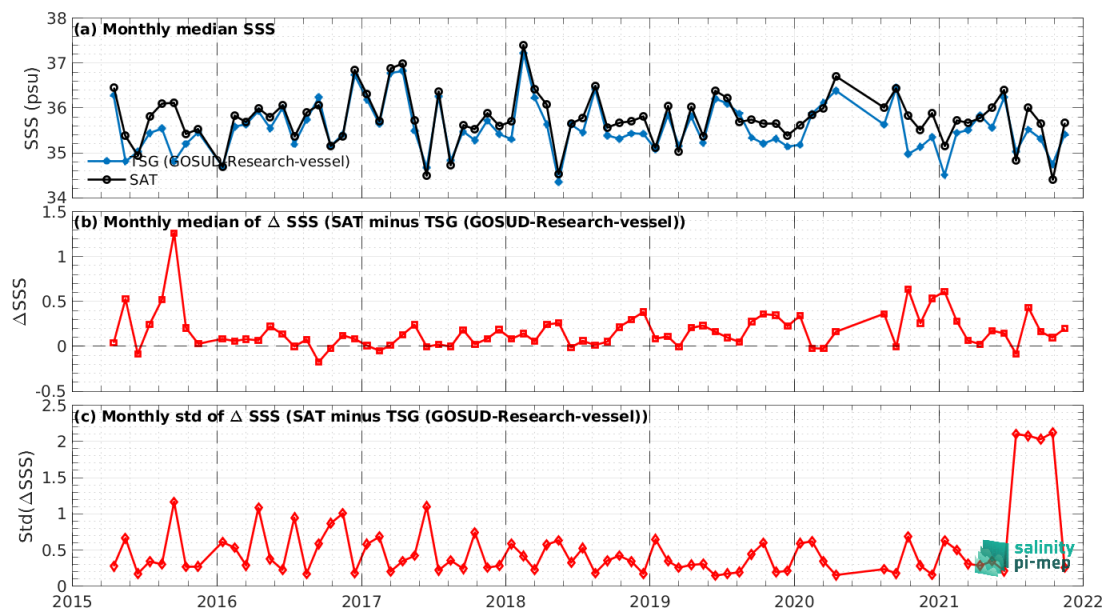 (a) Monthly median SSS
38
37
36
35
34
SSS (psu)
TSG (GOSUD-Research-vessel)
SAT
(b) Monthly median of Δ SSS (SAT minus TSG (GOSUD-Research-vessel))
1.5
1
0.5
0
-0.5
ΔSSS
(c) Monthly std of Δ SSS (SAT minus TSG (GOSUD-Research-vessel))
2.5
2
1.5
1
0.5
0
Std(ΔSSS)
salinity
pi-mep
2015 2016 2017 2018 2019 2020 2021 2022